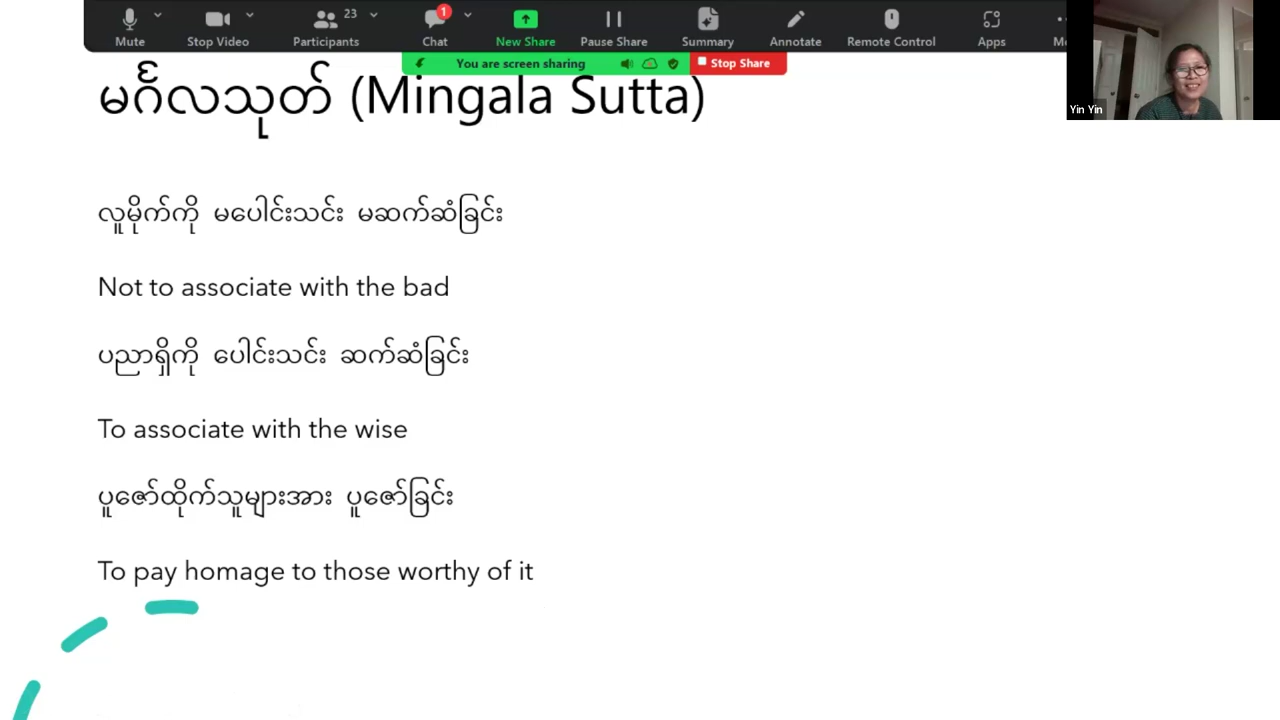 Mute
Stop Video
Participants 23
Chat 1
New Share
Pause Share
Summary
Annotate
Remote Control
Apps
You are screen sharing
Stop Share
Yin Yin
မင်္ဂလသုတ် (Mingala Sutta)
လူမိုက်ကို မပေါင်းသင်း မဆက်ဆံခြင်း
Not to associate with the bad
ပညာရှိကို ပေါင်းသင်း ဆက်ဆံခြင်း
To associate with the wise
ပူဇော်ထိုက်သူများအား ပူဇော်ခြင်း
To pay homage to those worthy of it